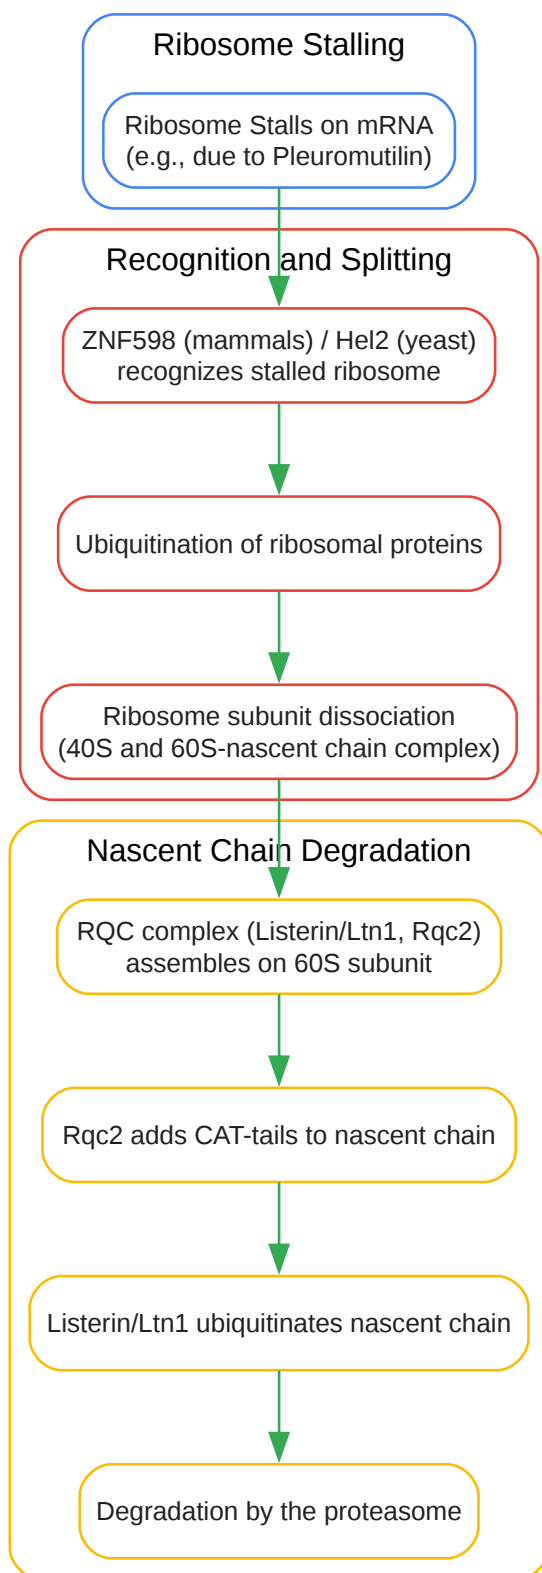 Ribosome Stalling
Ribosome Stalls on mRNA
(e.g., due to Pleuromutilin)
Recognition and Splitting
ZNF598 (mammals) / Hel2 (yeast)
recognizes stalled ribosome
Ubiquitination of ribosomal proteins
Ribosome subunit dissociation
(40S and 60S-nascent chain complex)
Nascent Chain Degradation
RQC complex (Listerin/Ltn1, Rqc2)
assembles on 60S subunit
Rqc2 adds CAT-tails to nascent chain
Listerin/Ltn1 ubiquitinates nascent chain
Degradation by the proteasome